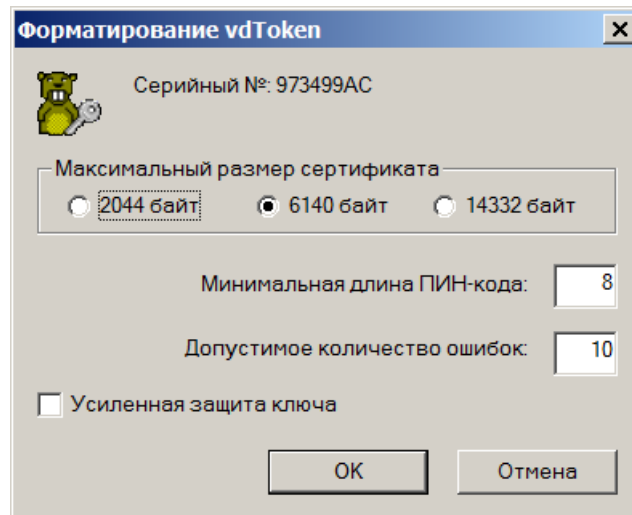 Форматирование vdToken
Серийный №: 973499AC
Максимальный размер сертификата
2044 байт 6140 байт 14332 байт
Минимальная длина ПИН-кода: 8
Допустимое количество ошибок: 10
Усиленная защита ключа
OK Отмена